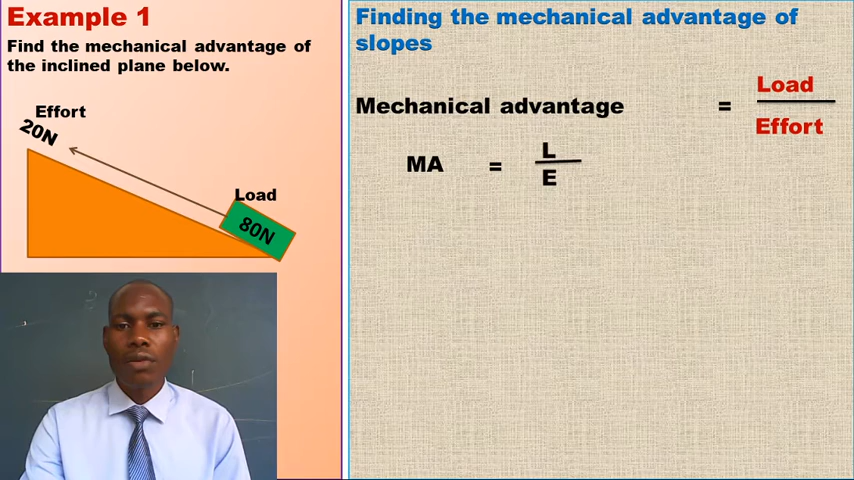 Example 1
Find the mechanical advantage of
the inclined plane below.
Effort
20N
Load
80N
Finding the mechanical advantage of
slopes
Mechanical advantage = Load
Effort
MA = L
E